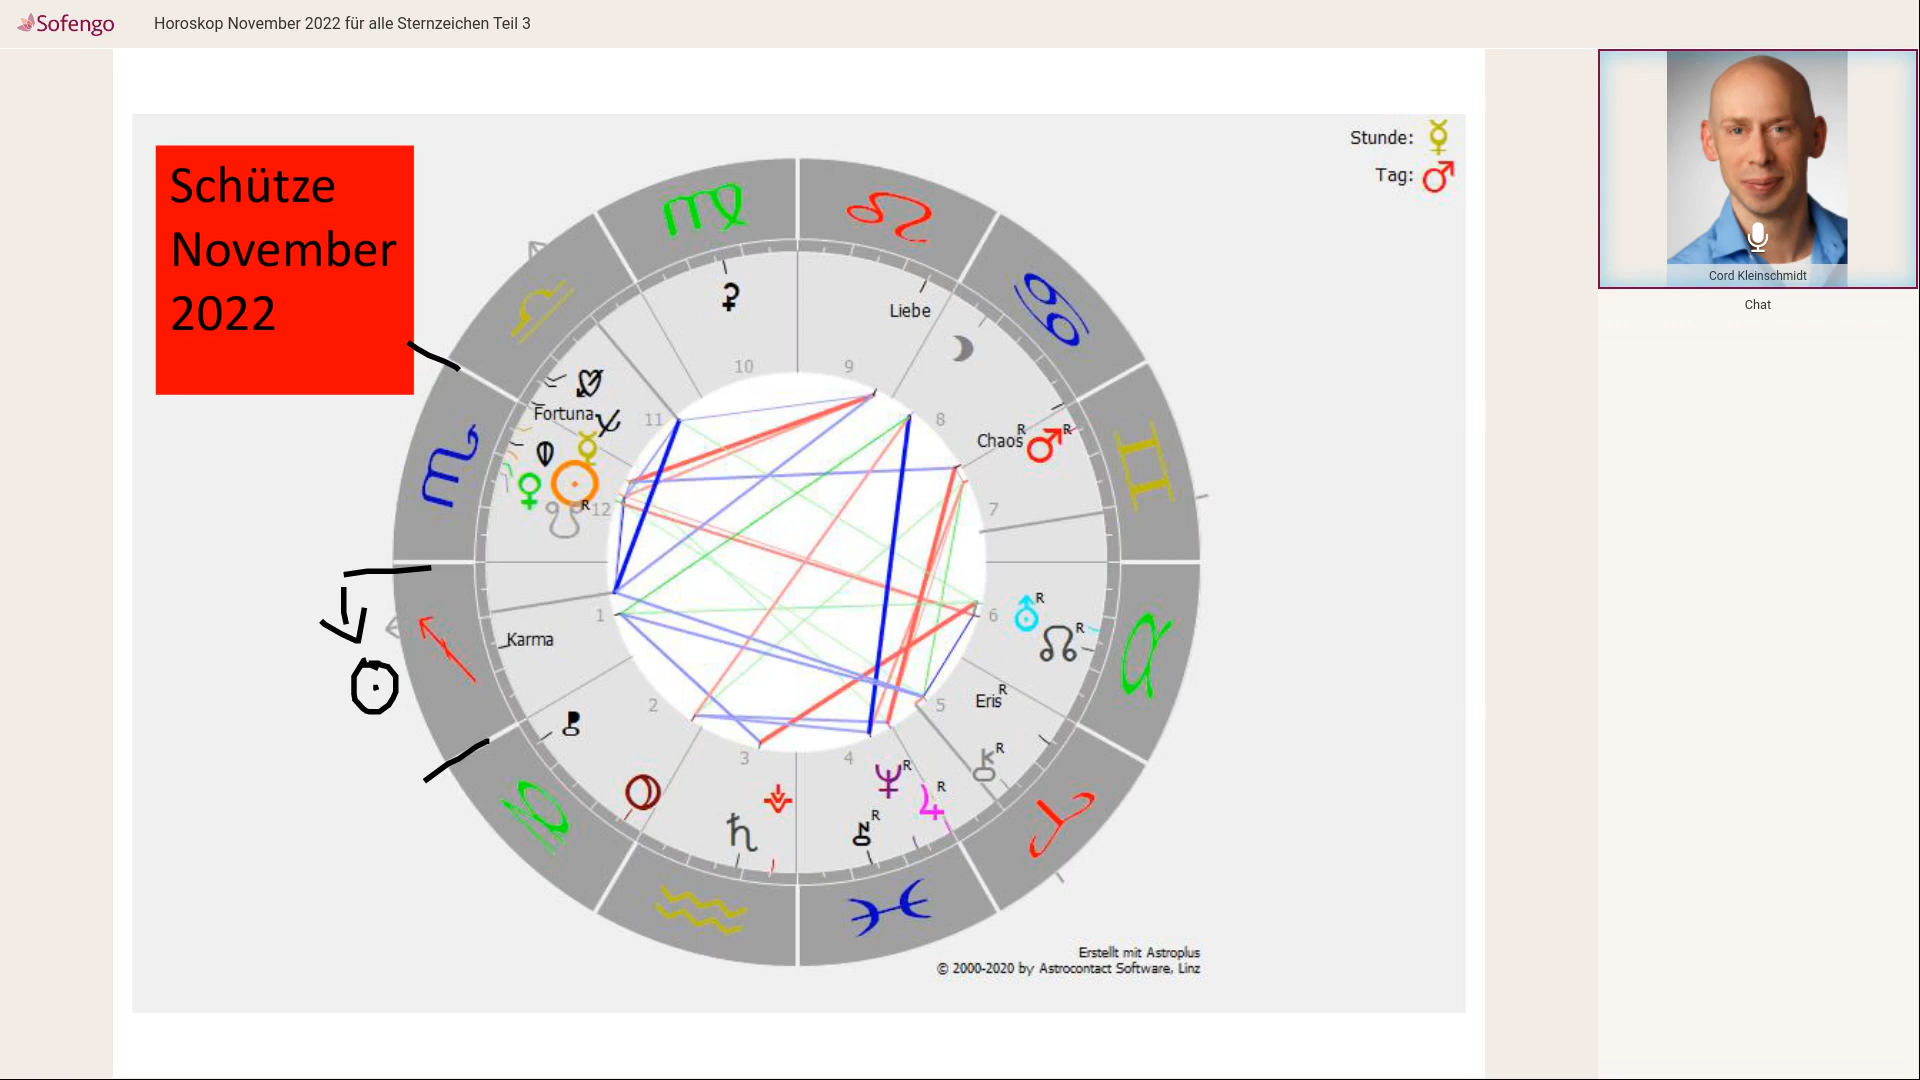 Sofengo
Horoskop November 2022 für alle Sternzeichen Teil 3
Schütze
November
2022
Stunde:
Tag:
Liebe
10
9
Fortuna
11
8
Chaos R
R
R
12
7
1
6
R
Karma
R
2
5
Eris R
3
4
R
R
R
R
Erstellt mit Astroplus
© 2000-2020 by Astrocontact Software, Linz
Cord Kleinschmidt
Chat